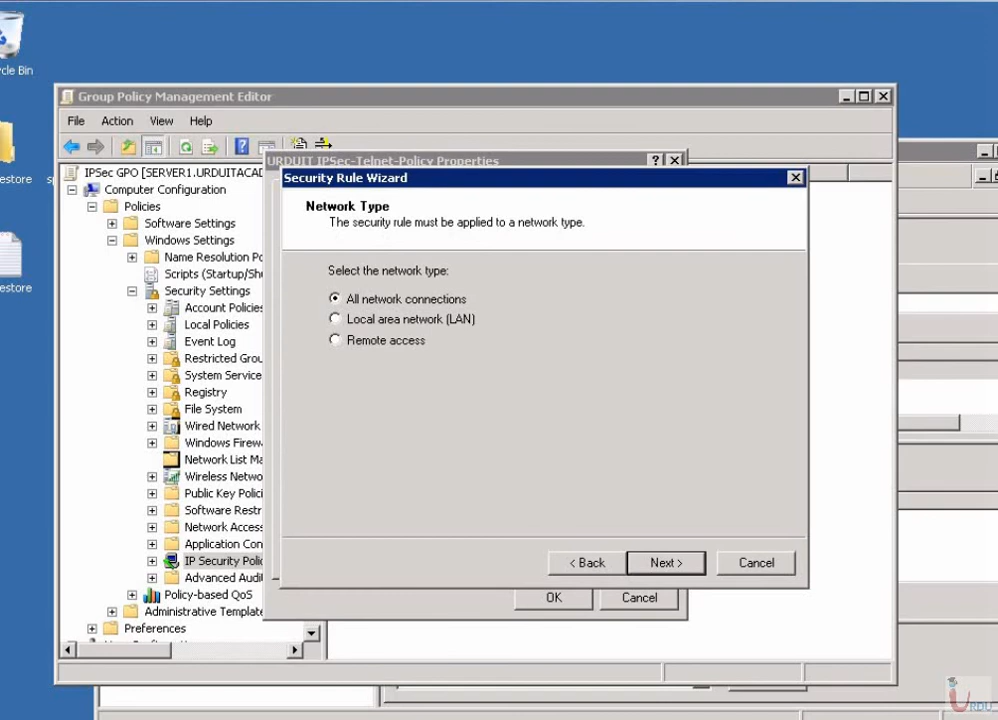 cle Bin
estore
sp
estore
Group Policy Management Editor
File Action View Help
IPSec GPO [SERVER1.URDUITACAD
Computer Configuration
Policies
Software Settings
Windows Settings
Name Resolution Po
Scripts (Startup/Shu
Security Settings
Account Policies
Local Policies
Event Log
Restricted Grou
System Service
Registry
File System
Wired Network
Windows Firew
Network List Ma
Wireless Netwo
Public Key Polici
Software Restr
Network Access
Application Con
IP Security Polic
Advanced Audi
Policy-based QoS
Administrative Template
Preferences
URDUIT IPSec-Telnet-Policy Properties
Security Rule Wizard
Network Type
The security rule must be applied to a network type.
Select the network type:
All network connections
Local area network (LAN)
Remote access
< Back Next > Cancel
OK Cancel
URDU